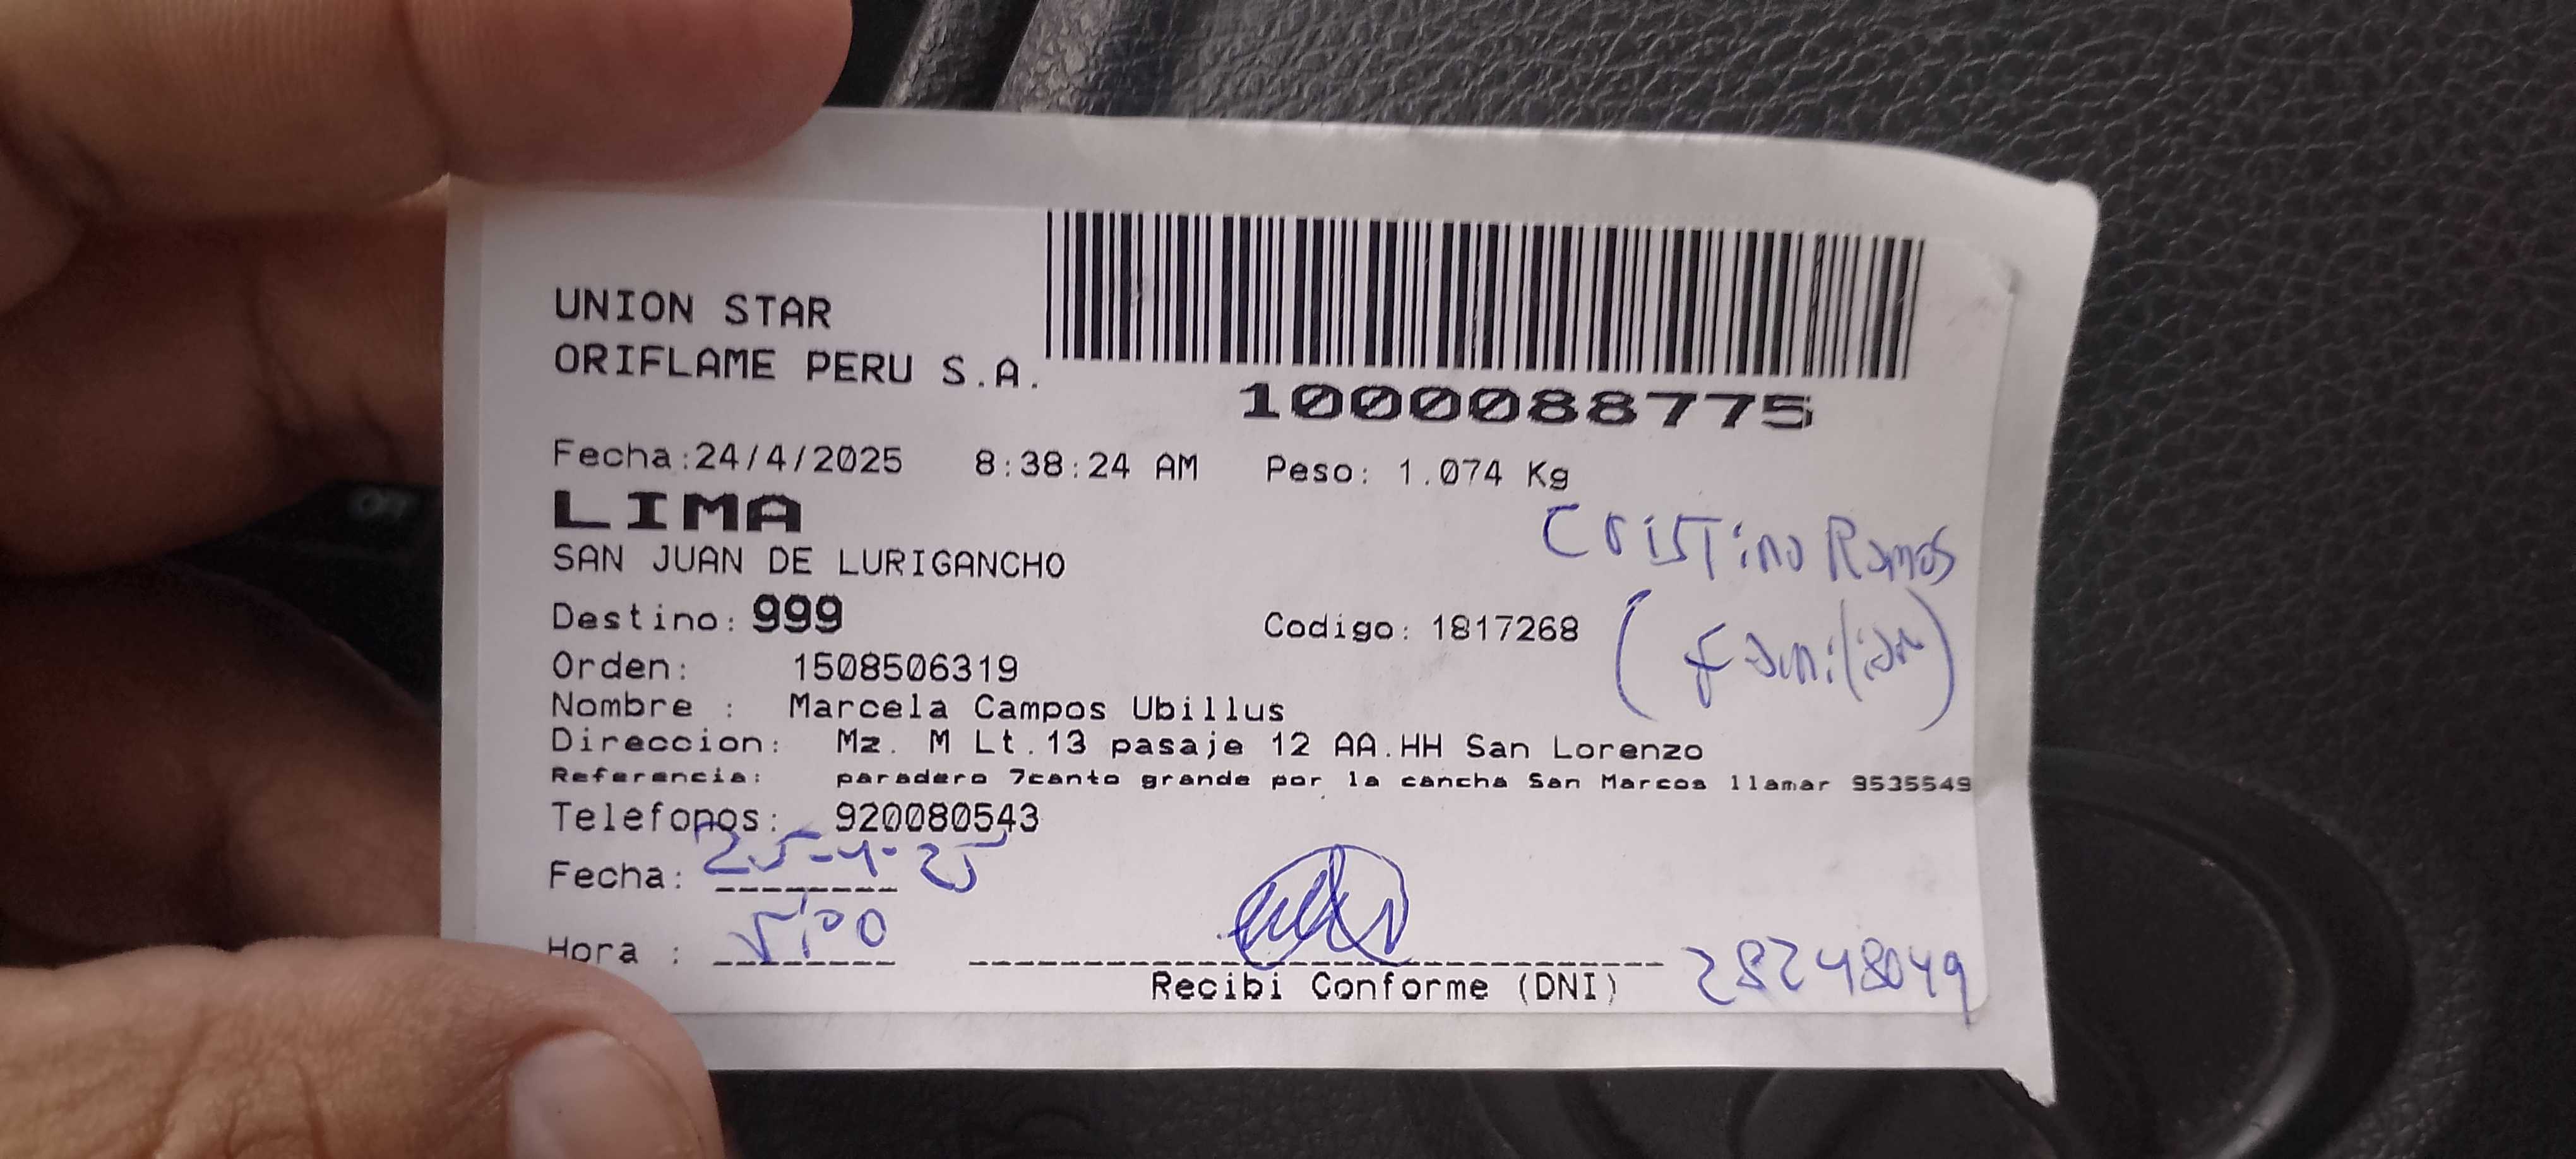 UNION STAR
ORIFLAME PERU S.A.
1000088775
Fecha:24/4/2025 8:38:24 AM Peso: 1.074 Kg
LIMA
SAN JUAN DE LURIGANCHO
Cristino Ramos
(familiar)
Destino: 999 Codigo: 1817268
Orden: 1508506319
Nombre : Marcela Campos Ubillus
Direccion: Mz. M Lt.13 pasaje 12 AA.HH San Lorenzo
Referencia: paradero 7canto grande por la cancha San Marcos llamar 9535549
Telefonos: 920080543
Fecha: 25-4-25
Hora : 5:00
Recibi Conforme (DNI) 28248049